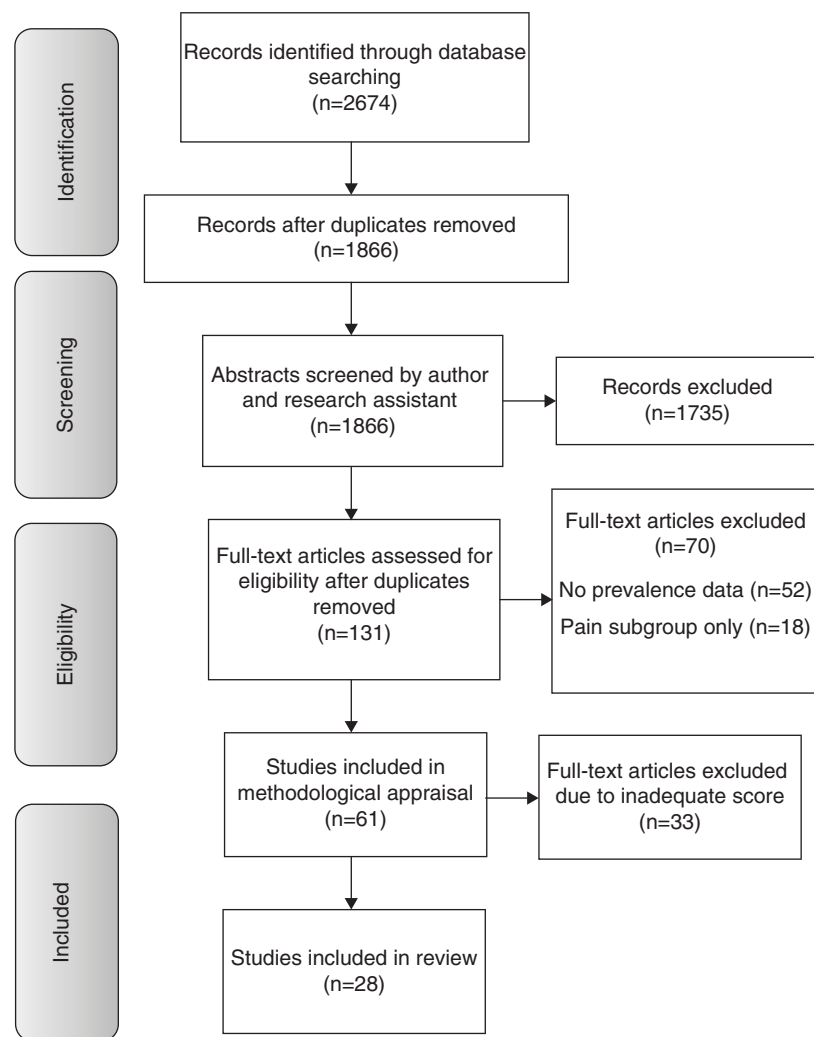 Identification
Records identified through database
searching
(n=2674)
Records after duplicates removed
(n=1866)
Screening
Abstracts screened by author
and research assistant
(n=1866)
Records excluded
(n=1735)
Eligibility
Full-text articles assessed for
eligibility after duplicates
removed
(n=131)
Full-text articles excluded
(n=70)
No prevalence data (n=52)
Pain subgroup only (n=18)
Studies included in
methodological appraisal
(n=61)
Full-text articles excluded
due to inadequate score
(n=33)
Included
Studies included in review
(n=28)